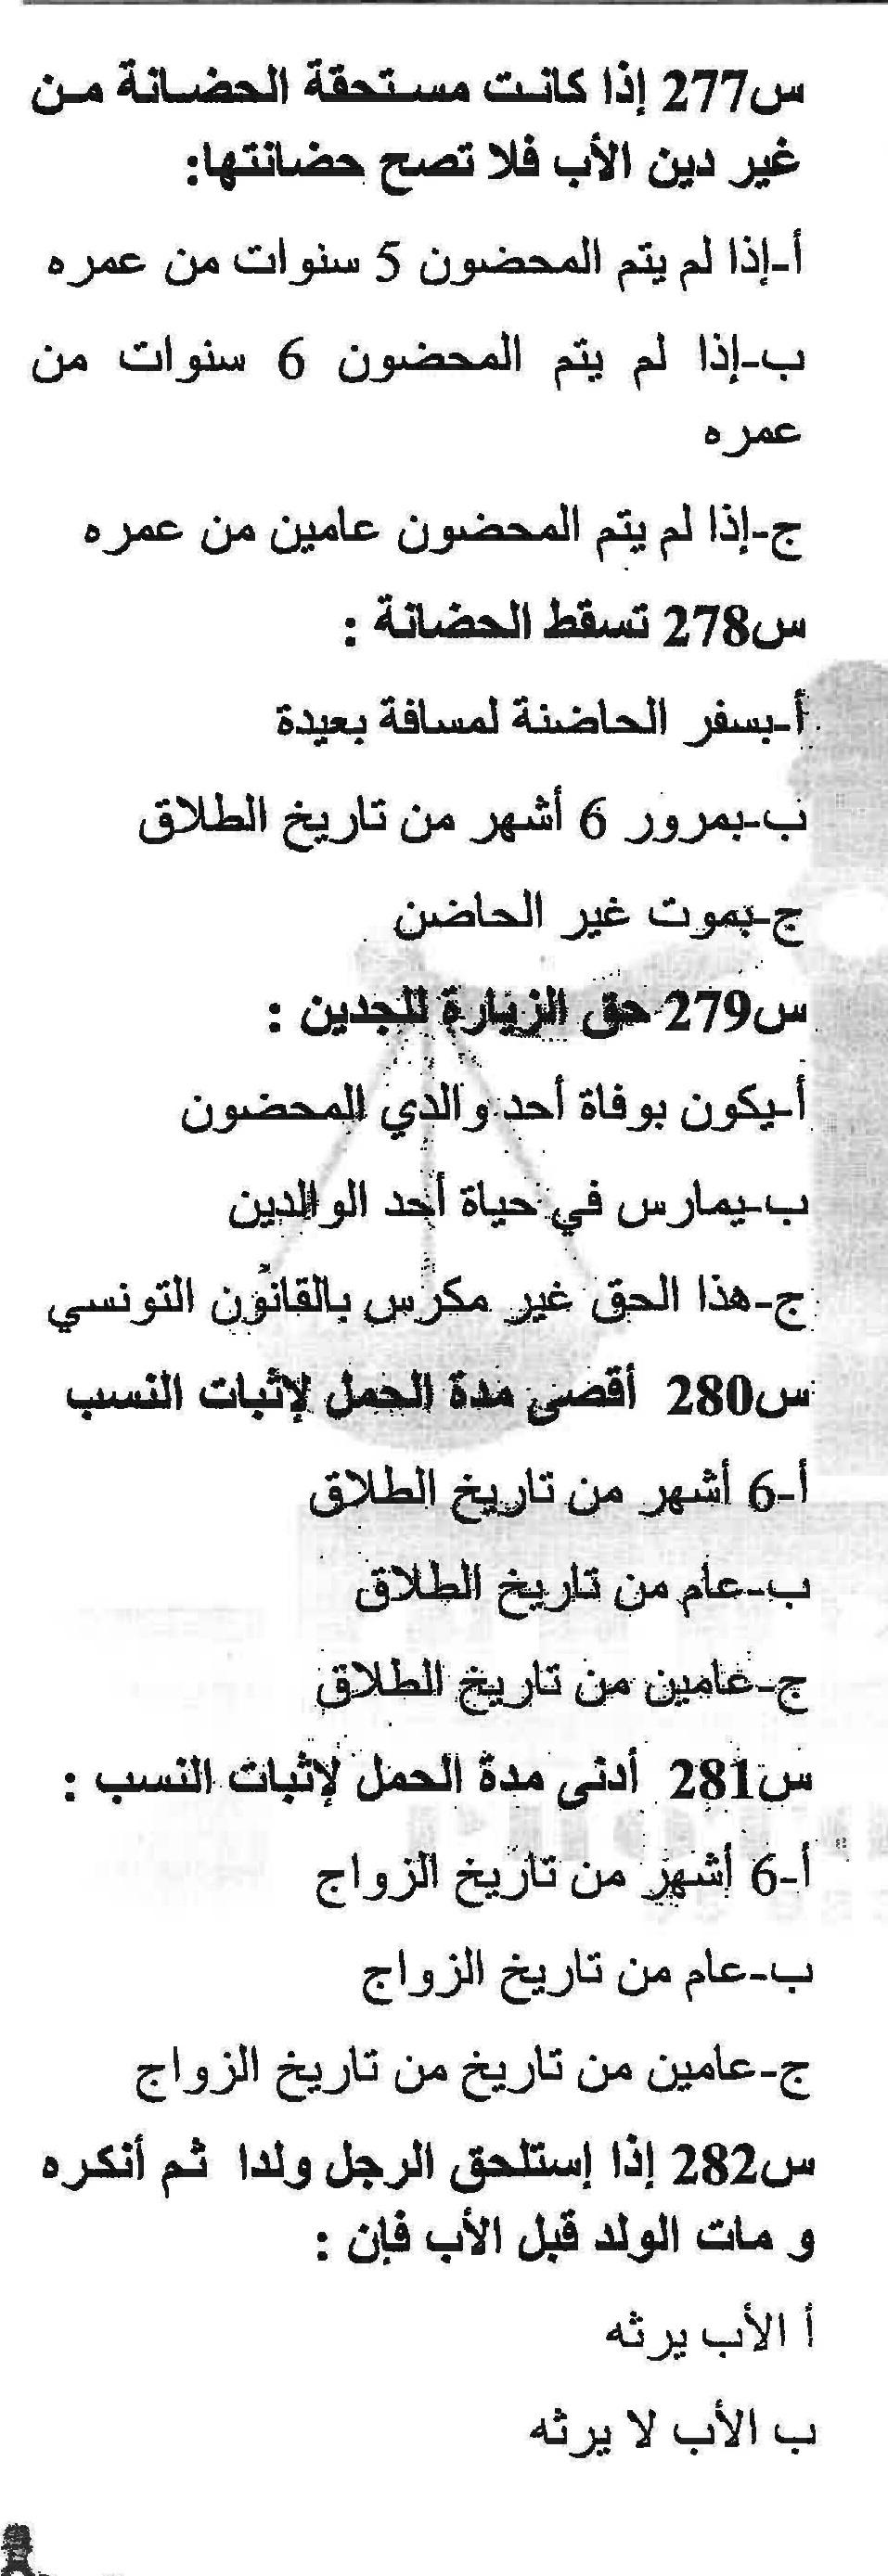 س277 إذا كانت مستحقة الحضانة من
غير دين الأب فلا تصح حضانتها:
أ-إذا لم يتم المحضون 5 سنوات من عمره
ب-إذا لم يتم المحضون 6 سنوات من
عمره
ج-إذا لم يتم المحضون عامين من عمره
س278 تسقط الحضانة :
أ-بسفر الحاضنة لمسافة بعيدة
ب-بمرور 6 أشهر من تاريخ الطلاق
ج-بموت غير الحاضن
س279 حق الزيارة للجدين :
أ-يكون بوفاة أحد والدي المحضون
ب-يمارس في حياة أحد الوالدين
ج-هذا الحق غير مكرس بالقانون التونسي
س280 أقصى مدة الحمل لإثبات النسب
أ-6 أشهر من تاريخ الطلاق
ب-عام من تاريخ الطلاق
ج-عامين من تاريخ الطلاق
س281 أدنى مدة الحمل لإثبات النسب :
أ-6 أشهر من تاريخ الزواج
ب-عام من تاريخ الزواج
ج-عامين من تاريخ من تاريخ الزواج
س282 إذا إستلحق الرجل ولدا ثم أنكره
و مات الولد قبل الأب فإن :
أ الأب يرثه
ب الأب لا يرثه